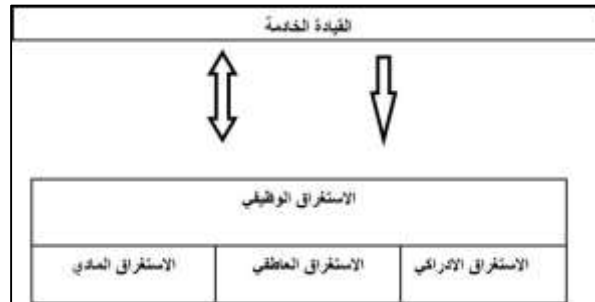 القيادة الخادمة
الاستغراق الوظيفي
الاستغراق الادراكي
الاستغراق العاطفي
الاستغراق المادي